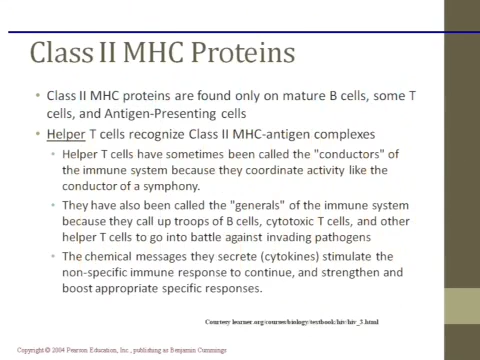 Class II MHC Proteins
• Class II MHC proteins are found only on mature B cells, some T
cells, and Antigen-Presenting cells
• Helper T cells recognize Class II MHC-antigen complexes
• Helper T cells have sometimes been called the "conductors" of
the immune system because they coordinate activity like the
conductor of a symphony.
• They have also been called the "generals" of the immune system
because they call up troops of B cells, cytotoxic T cells, and other
helper T cells to go into battle against invading pathogens
• The chemical messages they secrete (cytokines) stimulate the
non-specific immune response to continue, and strengthen and
boost appropriate specific responses.
Courtesy learner.org/courses/biology/textbook/hiv/hiv_3.html
Copyright © 2004 Pearson Education, Inc., publishing as Benjamin Cummings